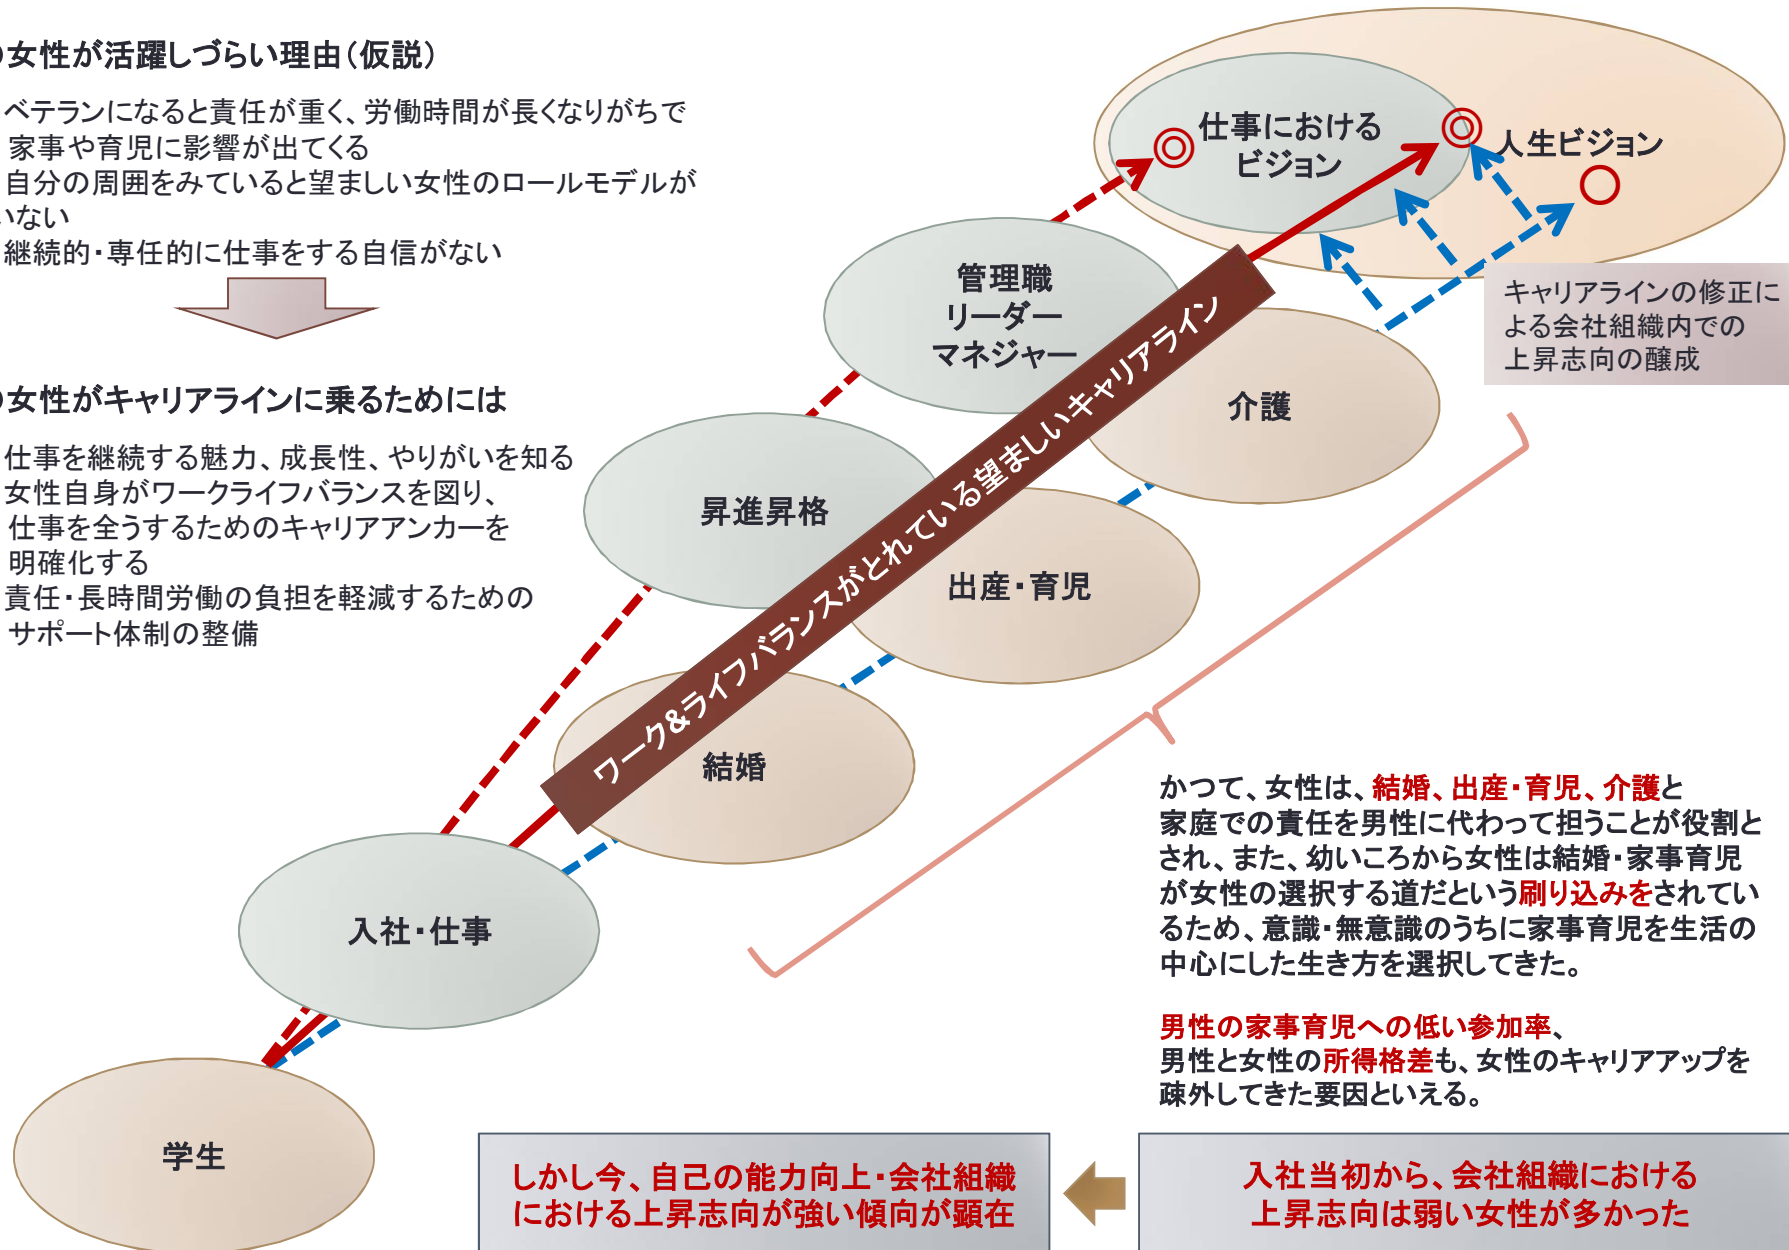 の女性が活躍しづらい理由(仮説)
ベテランになると責任が重く、労働時間が長くなりがちで
家事や育児に影響が出てくる
自分の周囲をみていると望ましい女性のロールモデルが
いない
継続的・専任的に仕事をする自信がない
の女性がキャリアラインに乗るためには
仕事を継続する魅力、成長性、やりがいを知る
女性自身がワークライフバランスを図り、
仕事を全うするためのキャリアアンカーを
明確化する
責任・長時間労働の負担を軽減するための
サポート体制の整備
仕事における
ビジョン
人生ビジョン
キャリアラインの修正に
よる会社組織内での
上昇志向の醸成
管理職
リーダー
マネジャー
介護
昇進昇格
出産・育児
ワーク&ライフバランスがとれている望ましいキャリアライン
結婚
入社・仕事
学生
かつて、女性は、結婚、出産・育児、介護と
家庭での責任を男性に代わって担うことが役割と
され、また、幼いころから女性は結婚・家事育児
が女性の選択する道だという刷り込みをされてい
るため、意識・無意識のうちに家事育児を生活の
中心にした生き方を選択してきた。
男性の家事育児への低い参加率、
男性と女性の所得格差も、女性のキャリアアップを
疎外してきた要因といえる。
しかし今、自己の能力向上・会社組織
における上昇志向が強い傾向が顕在
入社当初から、会社組織における
上昇志向は弱い女性が多かった